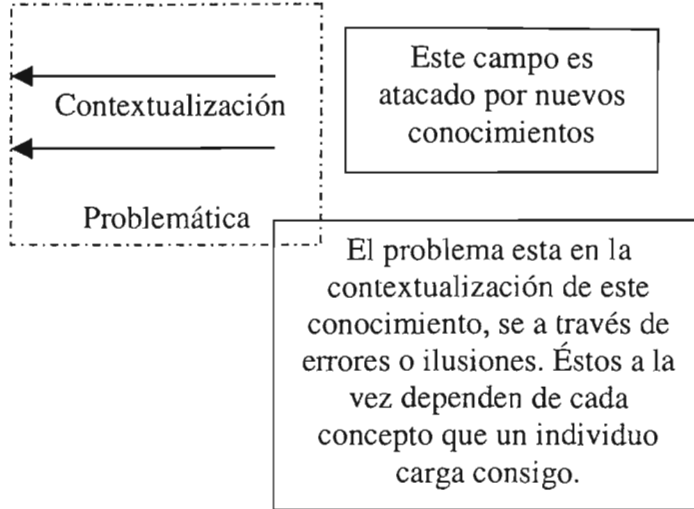 Contextualización
Problemática
Este campo es
atacado por nuevos
conocimientos
El problema esta en la
contextualización de este
conocimiento, se a través de
errores o ilusiones. Éstos a la
vez dependen de cada
concepto que un individuo
carga consigo.